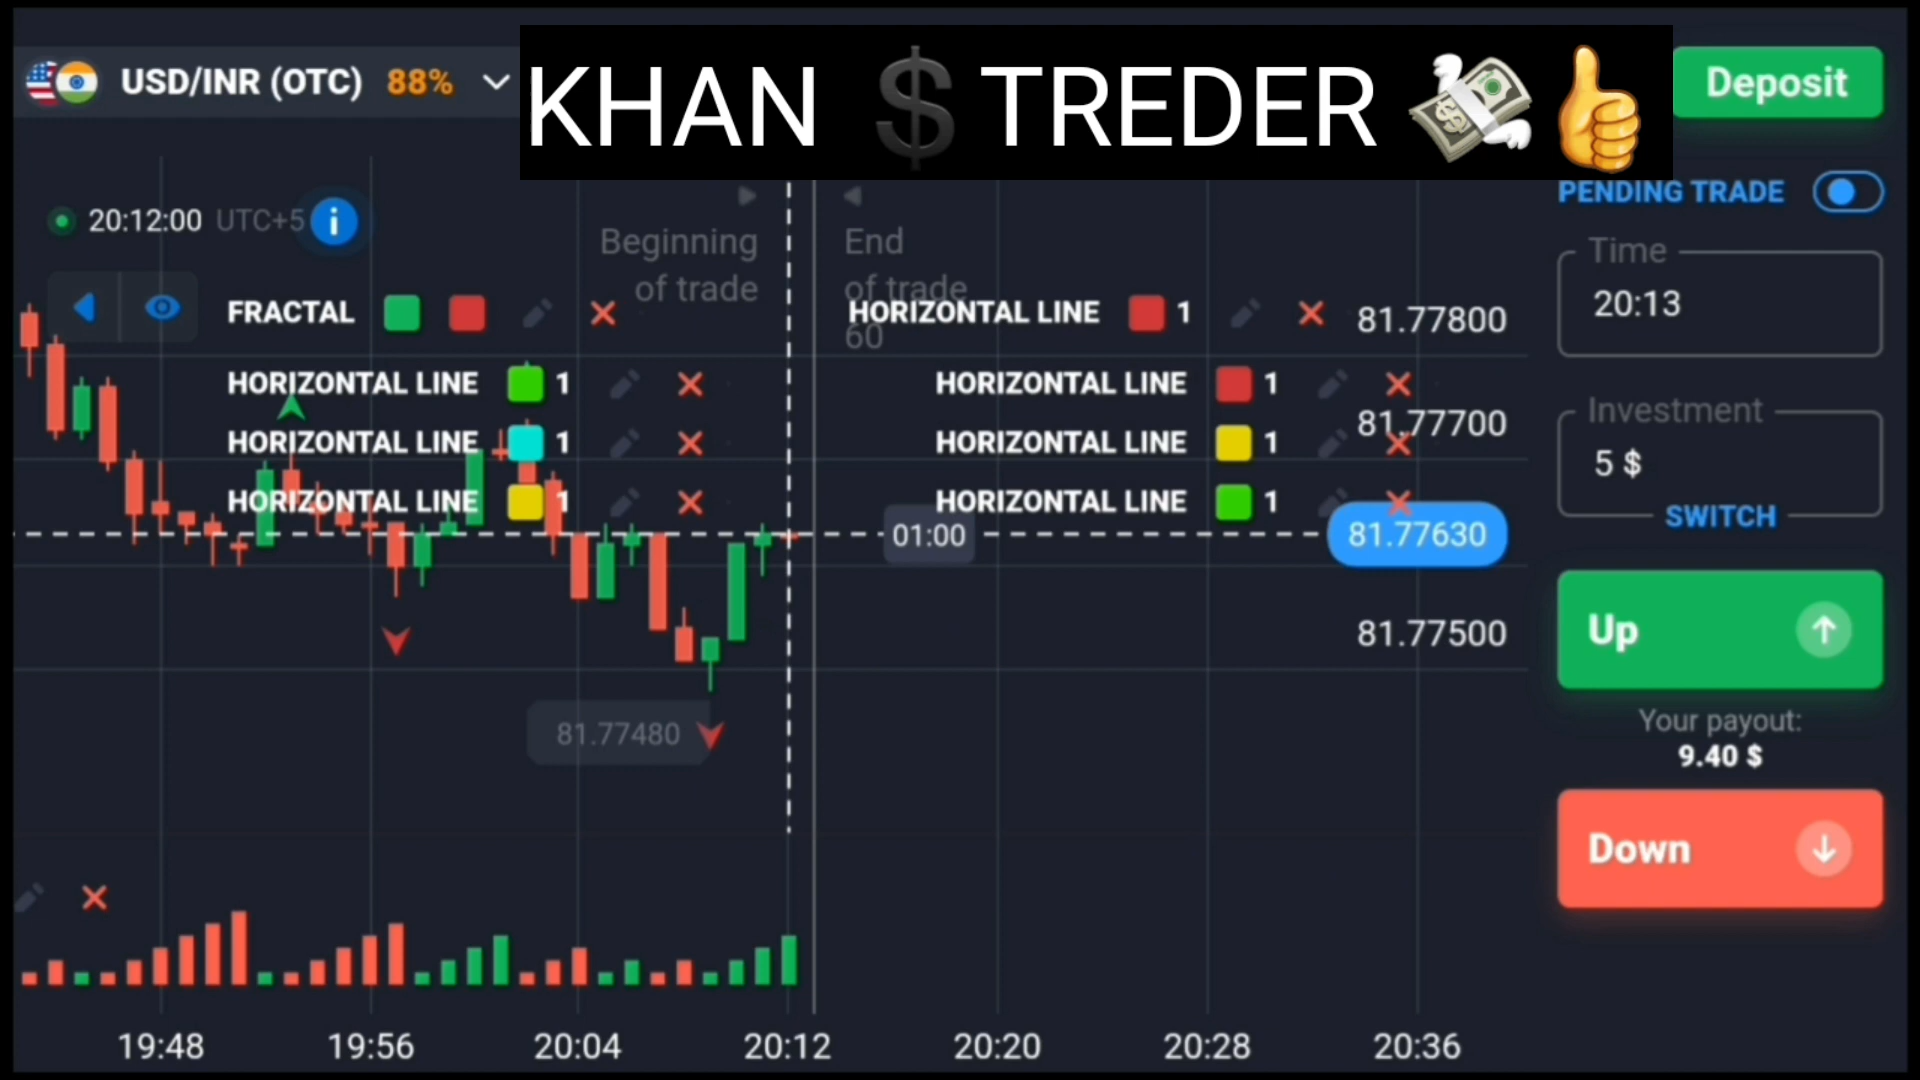 USD/INR (OTC) 88%
KHAN $ TREDER 💸👍
Deposit
20:12:00 UTC+5
Beginning
of trade
End
of trade
60
PENDING TRADE
Time
20:13
FRACTAL
HORIZONTAL LINE 1
81.77800
HORIZONTAL LINE 1
HORIZONTAL LINE 1
81.77700
HORIZONTAL LINE 1
HORIZONTAL LINE 1
HORIZONTAL LINE 1
HORIZONTAL LINE 1
Investment
5 $
SWITCH
01:00
81.77630
81.77500
Up
Your payout:
9.40 $
81.77480
Down
19:48 19:56 20:04 20:12 20:20 20:28 20:36